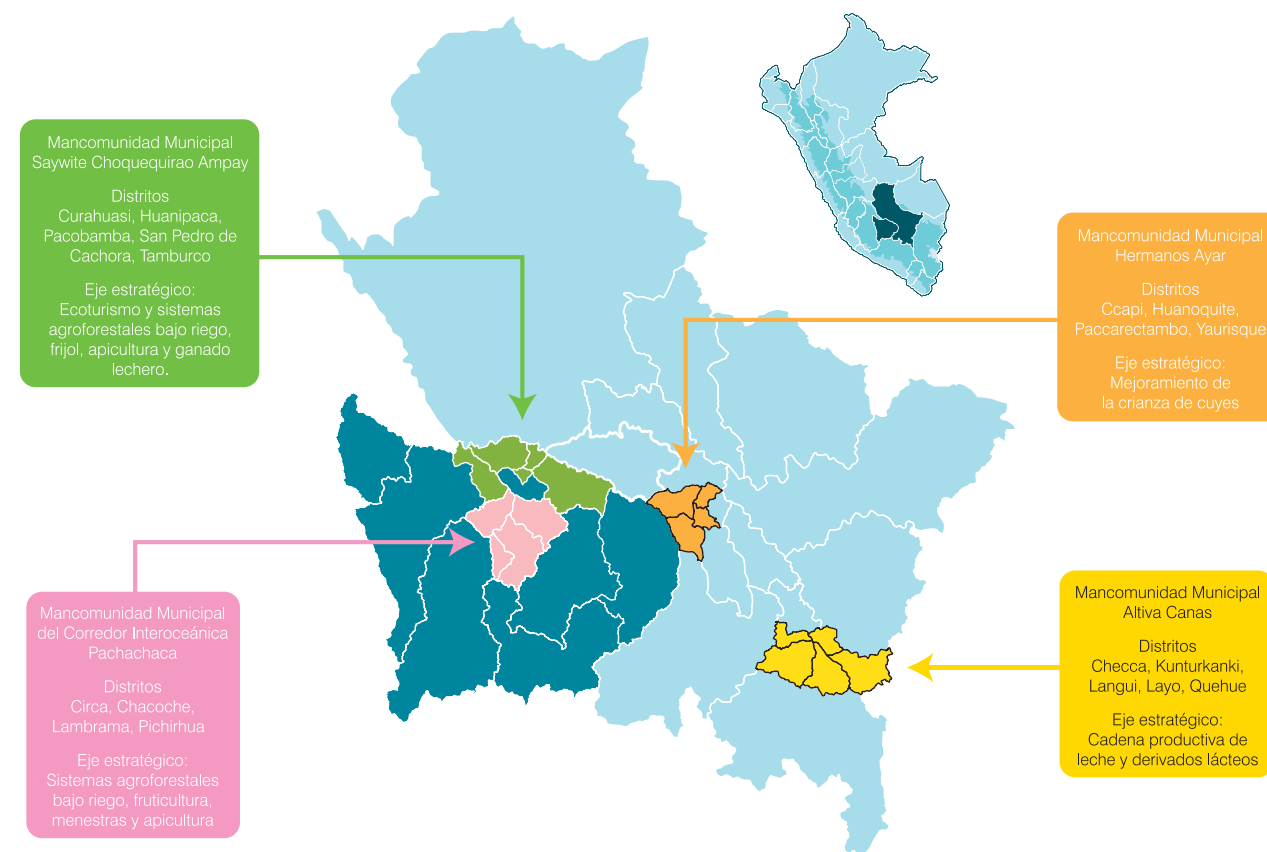 Mancomunidad Municipal
Saywite Choquequirao Ampay
Distritos
Curahuasi, Huanipaca,
Pacobamba, San Pedro de
Cachora, Tamburco
Eje estratégico:
Ecoturismo y sistemas
agroforestales bajo riego,
frijol, apicultura y ganado
lechero.
Mancomunidad Municipal
Hermanos Ayar
Distritos
Ccapi, Huanoquite,
Paccarectambo, Yaurisque
Eje estratégico:
Mejoramiento de
la crianza de cuyes
Mancomunidad Municipal
del Corredor Interoceánica
Pachachaca
Distritos
Circa, Chacoche,
Lambrama, Pichirhua
Eje estratégico:
Sistemas agroforestales
bajo riego, fruticultura,
menestras y apicultura
Mancomunidad Municipal
Altiva Canas
Distritos
Checca, Kunturkanki,
Langui, Layo, Quehue
Eje estratégico:
Cadena productiva de
leche y derivados lácteos